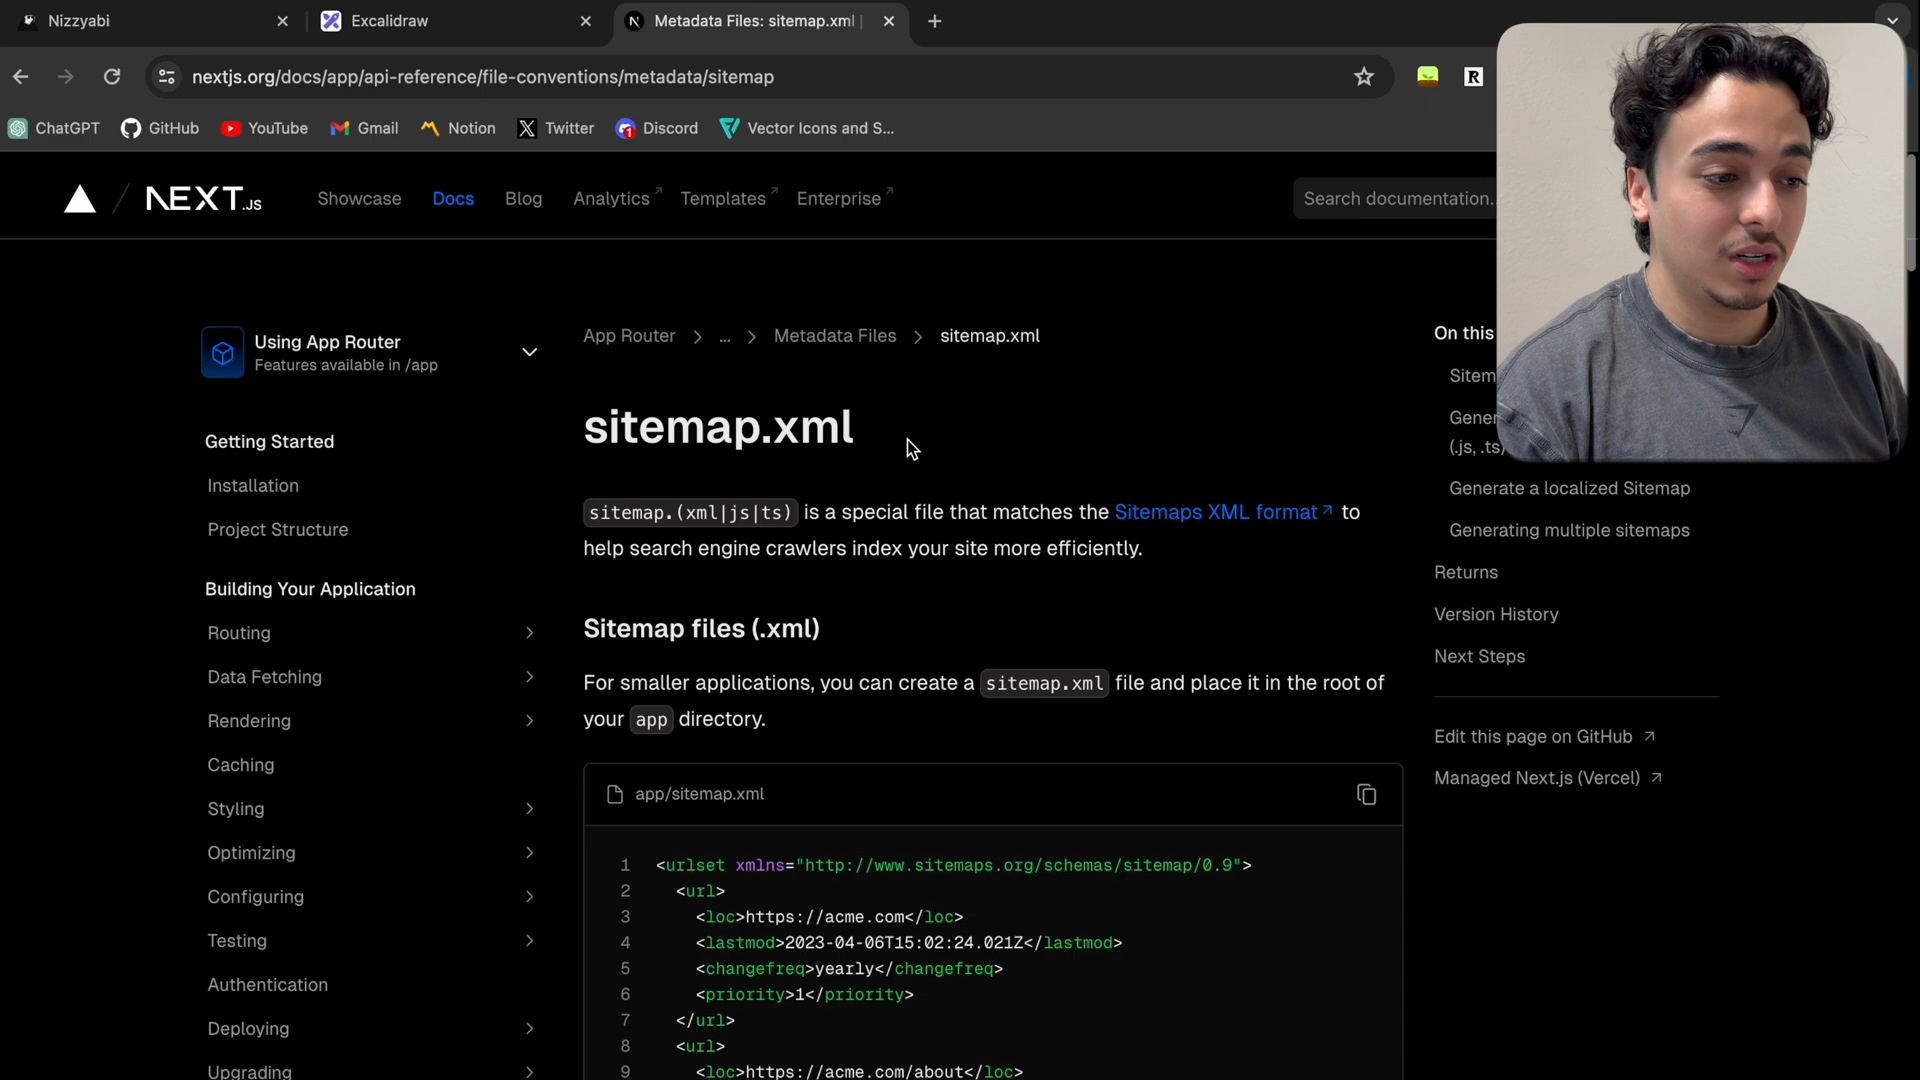 Nizzyabi
Excalidraw
Metadata Files: sitemap.xml |
nextjs.org/docs/app/api-reference/file-conventions/metadata/sitemap
ChatGPT GitHub YouTube Gmail Notion Twitter Discord Vector Icons and S...
NEXT.JS Showcase Docs Blog Analytics Templates Enterprise Search documentation..
Using App Router
Features available in /app
Getting Started
Installation
Project Structure
Building Your Application
Routing
Data Fetching
Rendering
Caching
Styling
Optimizing
Configuring
Testing
Authentication
Deploying
Upgrading
App Router > ... > Metadata Files > sitemap.xml
sitemap.xml
sitemap.(xml|js|ts) is a special file that matches the Sitemaps XML format to
help search engine crawlers index your site more efficiently.
Sitemap files (.xml)
For smaller applications, you can create a sitemap.xml file and place it in the root of
your app directory.
app/sitemap.xml
1 <urlset xmlns="http://www.sitemaps.org/schemas/sitemap/0.9">
2 <url>
3 <loc>https://acme.com</loc>
4 <lastmod>2023-04-06T15:02:24.021Z</lastmod>
5 <changefreq>yearly</changefreq>
6 <priority>1</priority>
7 </url>
8 <url>
9 <loc>https://acme.com/about</loc>
On this
Sitem
Gener
(.js, .ts)
Generate a localized Sitemap
Generating multiple sitemaps
Returns
Version History
Next Steps
Edit this page on GitHub
Managed Next.js (Vercel)